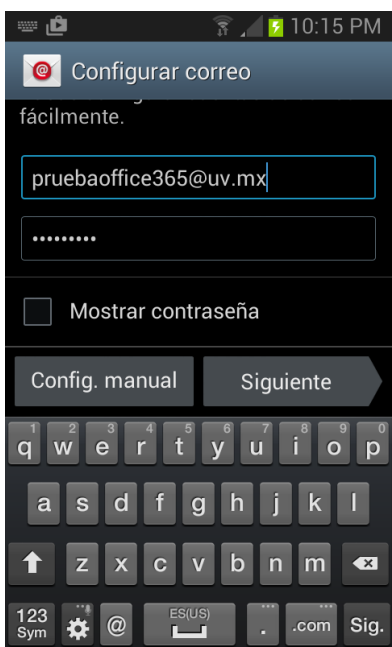 10:15 PM
Configurar correo
fácilmente.
pruebaoffice365@uv.mx
•••••••••
Mostrar contraseña
Config. manual
Siguiente
1 2 3 4 5 6 7 8 9 0
q w e r t y u i o p
a s d f g h j k l
z x c v b n m
123
Sym
@
ES(US)
.
.com
Sig.